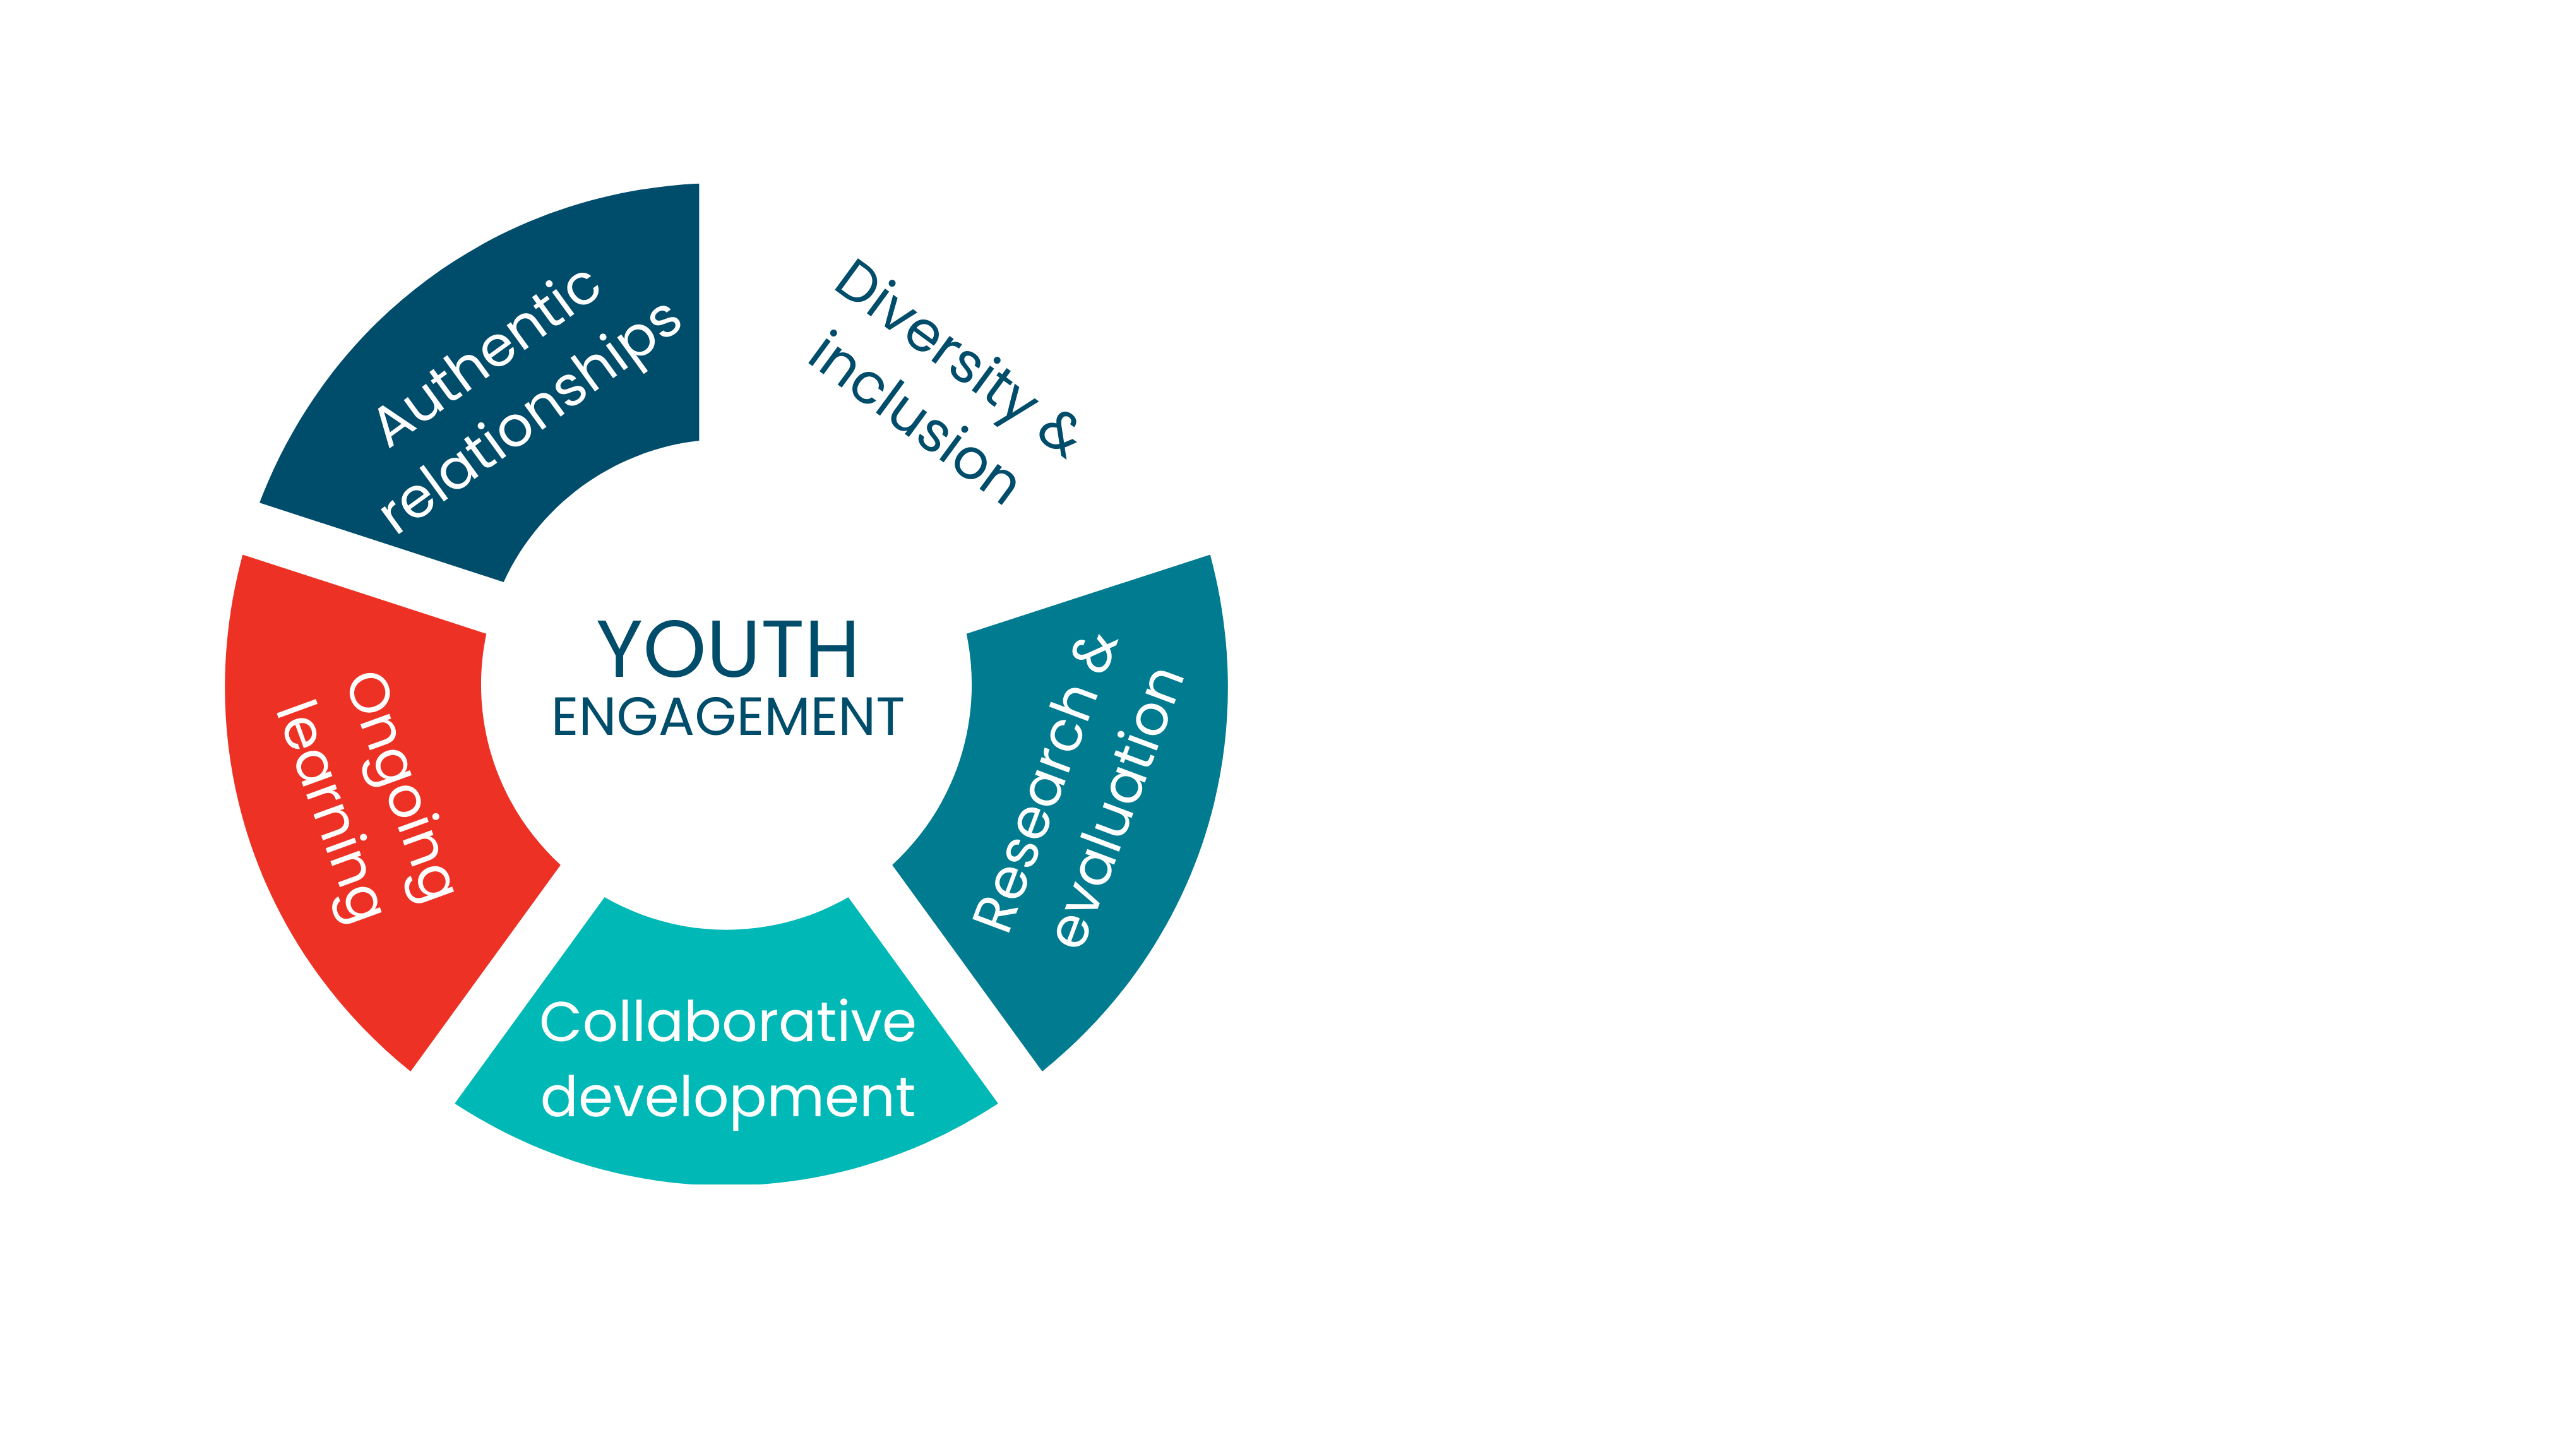 Authentic
relationships
Diversity &
inclusion
YOUTH
ENGAGEMENT
Ongoing
learning
Research &
evaluation
Collaborative
development